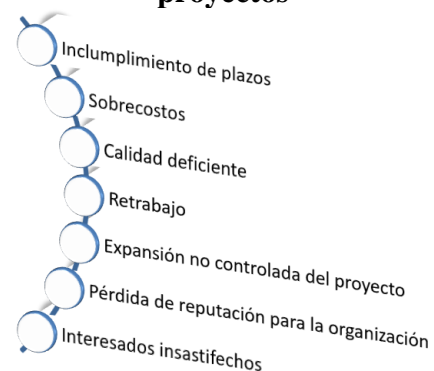 proyectos
Inclumplimiento de plazos
Sobrecostos
Calidad deficiente
Retrabajo
Expansión no controlada del proyecto
Pérdida de reputación para la organización
Interesados insastifechos